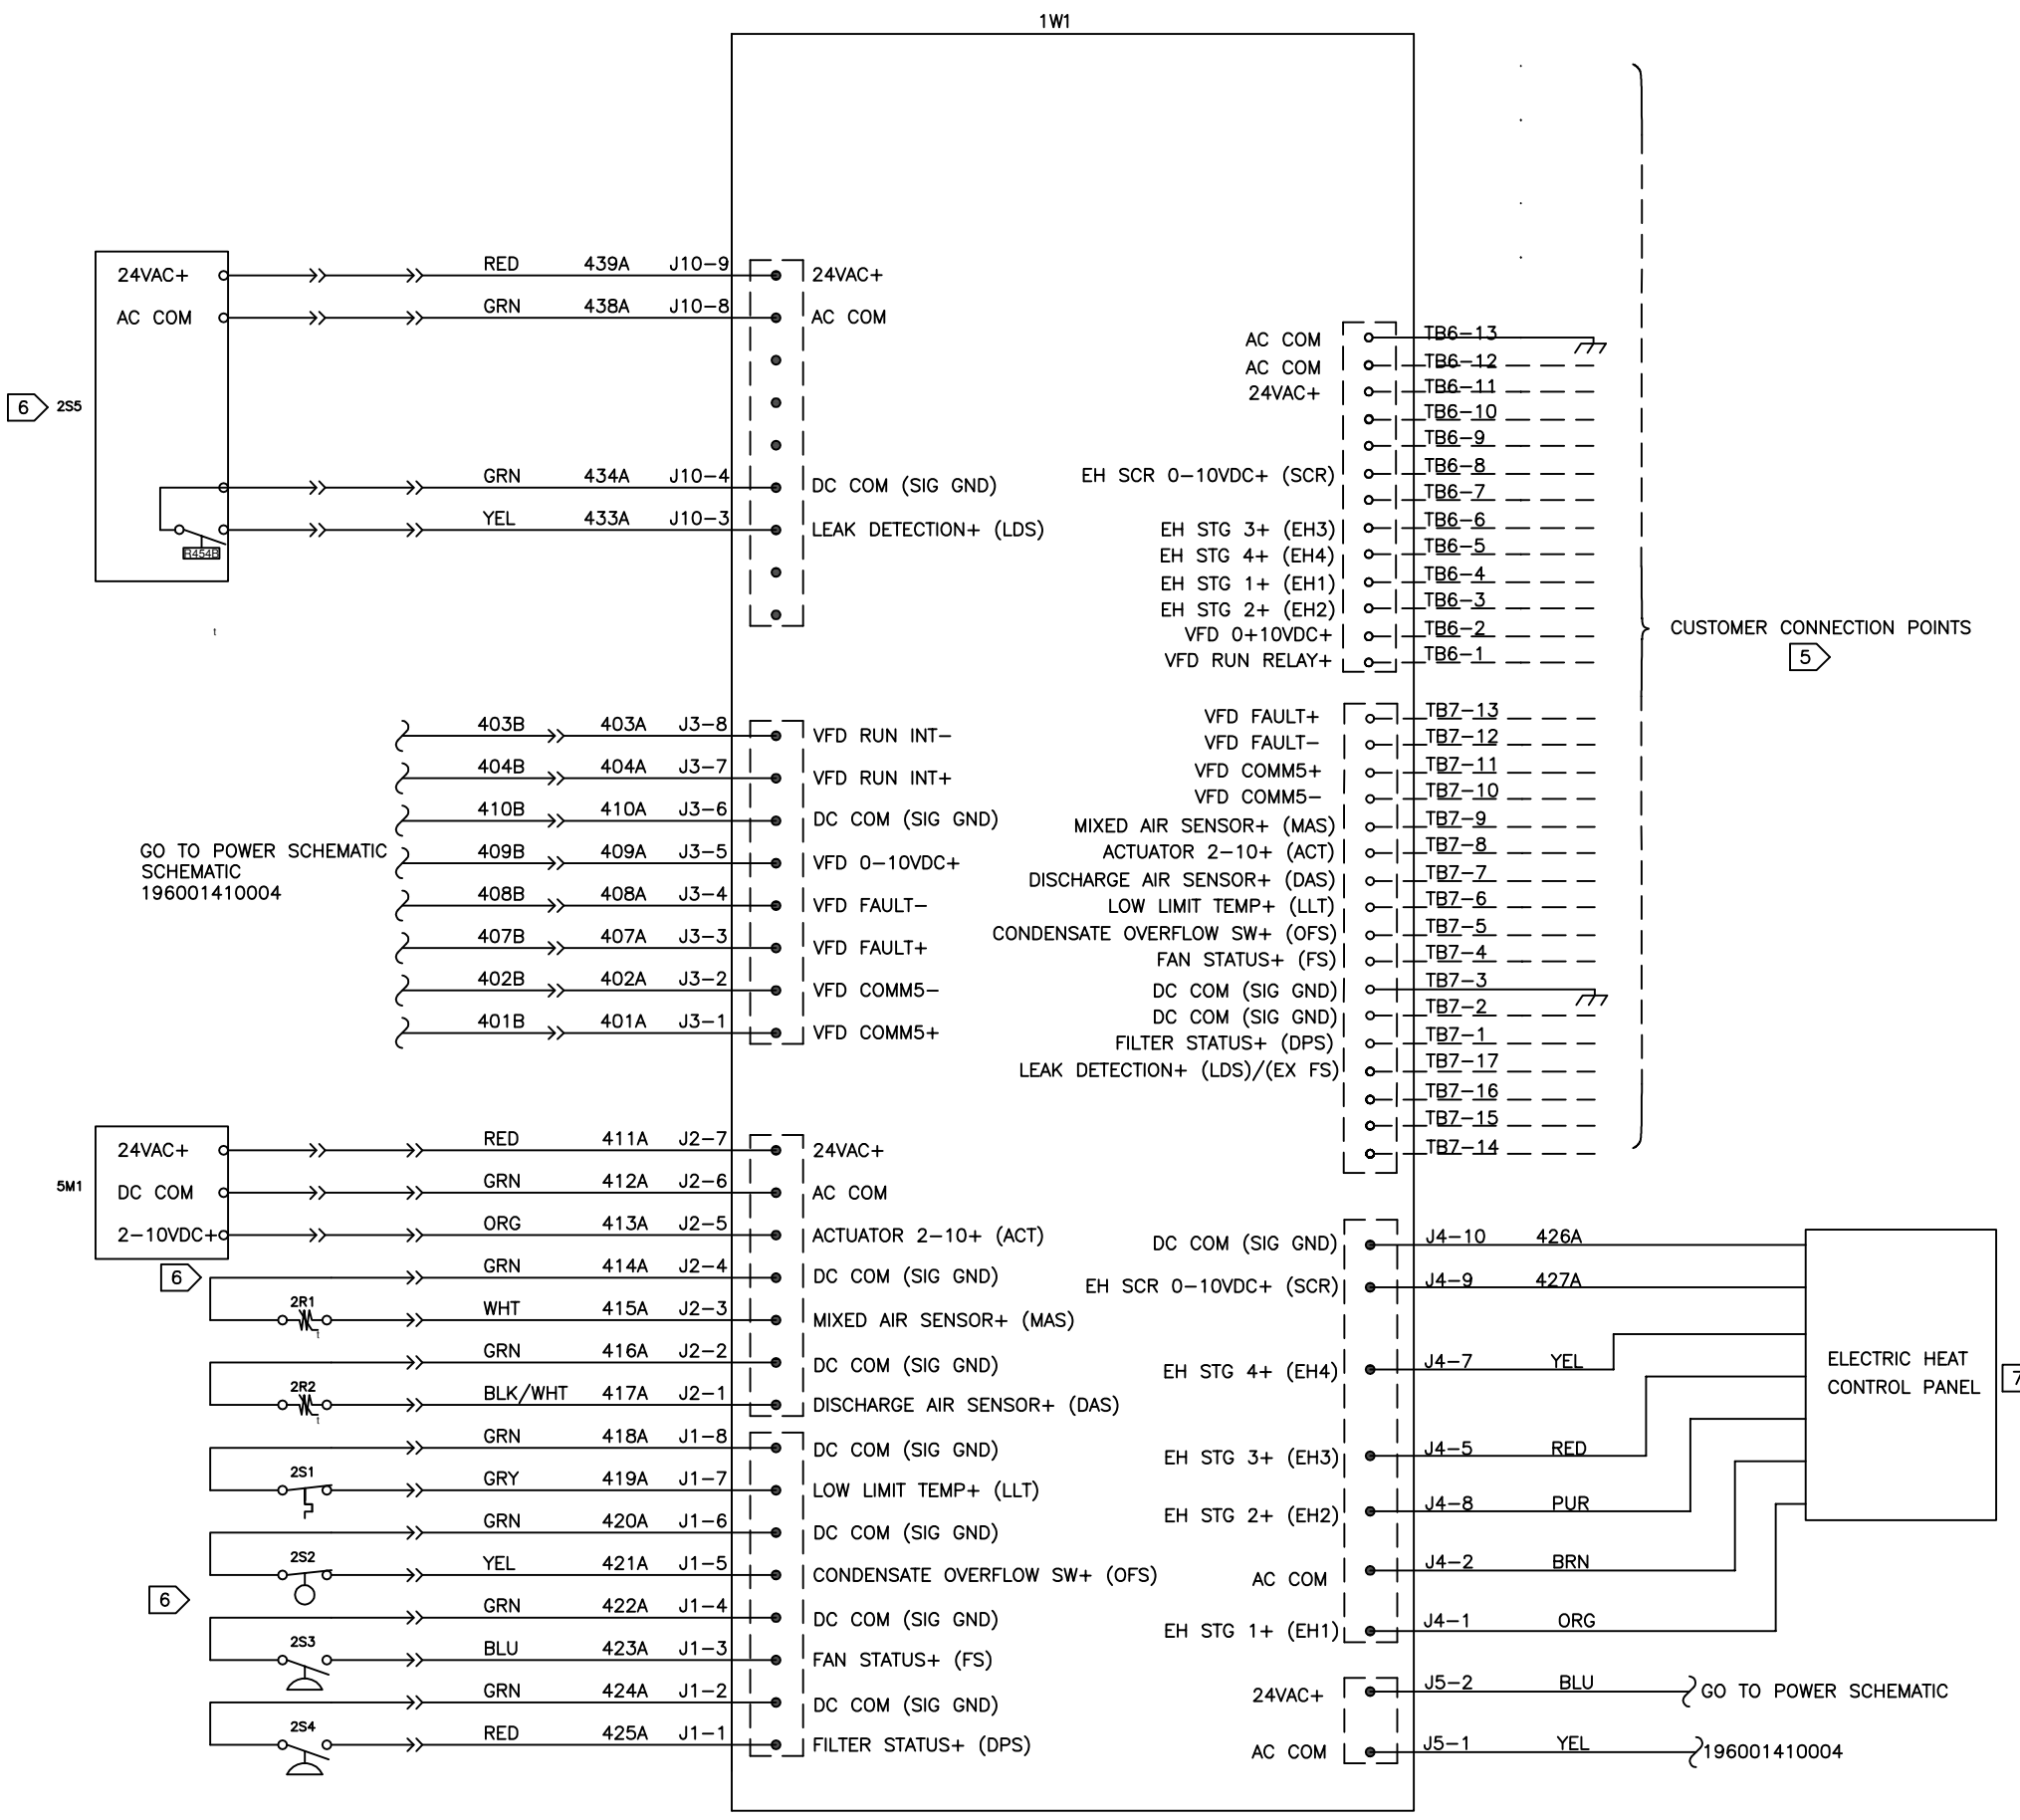 1W1
24VAC+ RED 439A J10-9 24VAC+
AC COM GRN 438A J10-8 AC COM
6 2S5
GRN 434A J10-4 DC COM (SIG GND)
YEL 433A J10-3 LEAK DETECTION+ (LDS)
R454B
t
AC COM TB6-13
AC COM TB6-12
24VAC+ TB6-11
TB6-10
TB6-9
EH SCR 0-10VDC+ (SCR) TB6-8
TB6-7
EH STG 3+ (EH3) TB6-6
EH STG 4+ (EH4) TB6-5
EH STG 1+ (EH1) TB6-4
EH STG 2+ (EH2) TB6-3
VFD 0+10VDC+ TB6-2
VFD RUN RELAY+ TB6-1
CUSTOMER CONNECTION POINTS
5
403B 403A J3-8 VFD RUN INT-
404B 404A J3-7 VFD RUN INT+
410B 410A J3-6 DC COM (SIG GND)
409B 409A J3-5 VFD 0-10VDC+
408B 408A J3-4 VFD FAULT-
407B 407A J3-3 VFD FAULT+
402B 402A J3-2 VFD COMM5-
401B 401A J3-1 VFD COMM5+
GO TO POWER SCHEMATIC
SCHEMATIC
196001410004
VFD FAULT+ TB7-13
VFD FAULT- TB7-12
VFD COMM5+ TB7-11
VFD COMM5- TB7-10
MIXED AIR SENSOR+ (MAS) TB7-9
ACTUATOR 2-10+ (ACT) TB7-8
DISCHARGE AIR SENSOR+ (DAS) TB7-7
LOW LIMIT TEMP+ (LLT) TB7-6
CONDENSATE OVERFLOW SW+ (OFS) TB7-5
FAN STATUS+ (FS) TB7-4
DC COM (SIG GND) TB7-3
DC COM (SIG GND) TB7-2
FILTER STATUS+ (DPS) TB7-1
LEAK DETECTION+ (LDS)/(EX FS) TB7-17
TB7-16
TB7-15
TB7-14
5M1
24VAC+ RED 411A J2-7 24VAC+
DC COM GRN 412A J2-6 AC COM
2-10VDC+ ORG 413A J2-5 ACTUATOR 2-10+ (ACT)
6 GRN 414A J2-4 DC COM (SIG GND)
2R1 t WHT 415A J2-3 MIXED AIR SENSOR+ (MAS)
GRN 416A J2-2 DC COM (SIG GND)
2R2 t BLK/WHT 417A J2-1 DISCHARGE AIR SENSOR+ (DAS)
GRN 418A J1-8 DC COM (SIG GND)
2S1 GRY 419A J1-7 LOW LIMIT TEMP+ (LLT)
GRN 420A J1-6 DC COM (SIG GND)
2S2 YEL 421A J1-5 CONDENSATE OVERFLOW SW+ (OFS)
6 GRN 422A J1-4 DC COM (SIG GND)
2S3 BLU 423A J1-3 FAN STATUS+ (FS)
GRN 424A J1-2 DC COM (SIG GND)
2S4 RED 425A J1-1 FILTER STATUS+ (DPS)
DC COM (SIG GND) J4-10 426A
EH SCR 0-10VDC+ (SCR) J4-9 427A
EH STG 4+ (EH4) J4-7 YEL
EH STG 3+ (EH3) J4-5 RED
EH STG 2+ (EH2) J4-8 PUR
AC COM J4-2 BRN
EH STG 1+ (EH1) J4-1 ORG
ELECTRIC HEAT
CONTROL PANEL
7
24VAC+ J5-2 BLU GO TO POWER SCHEMATIC
AC COM J5-1 YEL 196001410004